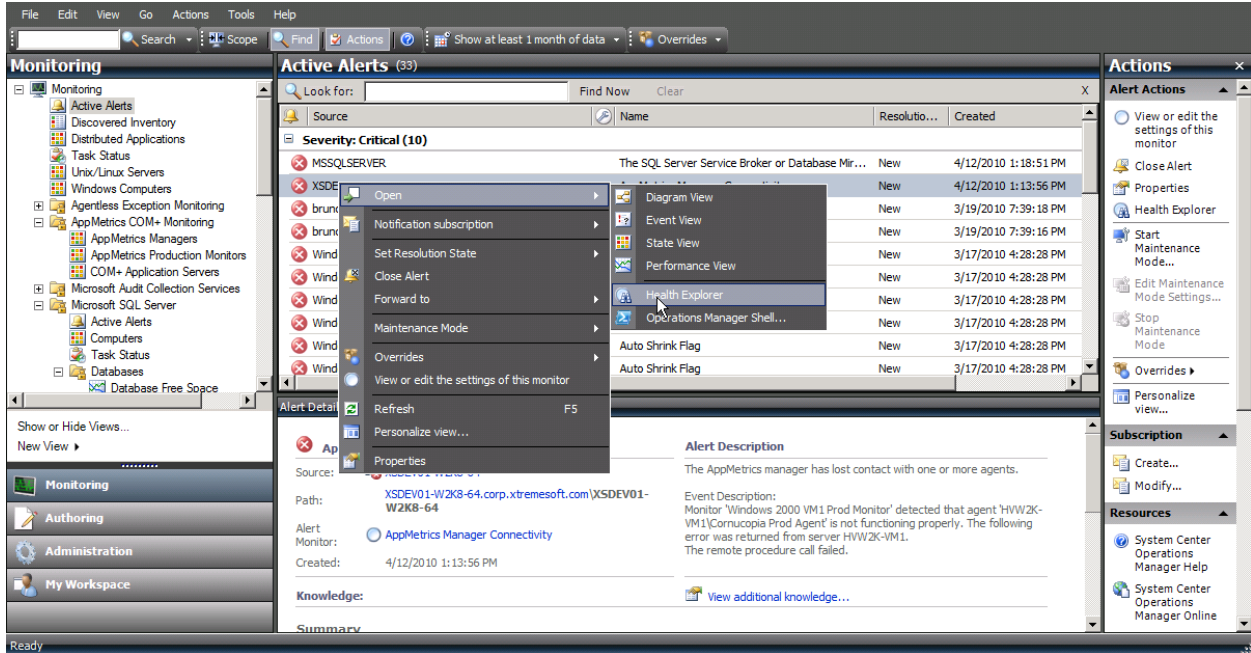 File Edit View Go Actions Tools Help
Search Scope Find Actions Show at least 1 month of data Overrides
Monitoring
Monitoring
Active Alerts
Discovered Inventory
Distributed Applications
Task Status
Unix/Linux Servers
Windows Computers
Agentless Exception Monitoring
AppMetrics COM+ Monitoring
AppMetrics Managers
AppMetrics Production Monitors
COM+ Application Servers
Microsoft Audit Collection Services
Microsoft SQL Server
Active Alerts
Computers
Task Status
Databases
Database Free Space
Show or Hide Views...
New View
Monitoring
Authoring
Administration
My Workspace
Ready
Active Alerts (33)
Look for: Find Now Clear X
Source Name Resolutio... Created
Severity: Critical (10)
MSSQLSERVER The SQL Server Service Broker or Database Mir... New 4/12/2010 1:18:51 PM
XSDE New 4/12/2010 1:13:56 PM
brun New 3/19/2010 7:39:18 PM
brun New 3/19/2010 7:39:16 PM
Wind New 3/17/2010 4:28:28 PM
Wind New 3/17/2010 4:28:28 PM
Wind New 3/17/2010 4:28:28 PM
Wind New 3/17/2010 4:28:28 PM
Wind Auto Shrink Flag New 3/17/2010 4:28:28 PM
Wind Auto Shrink Flag New 3/17/2010 4:28:28 PM
Open
Notification subscription
Set Resolution State
Close Alert
Forward to
Maintenance Mode
Overrides
View or edit the settings of this monitor
Refresh F5
Personalize view...
Properties
Diagram View
Event View
State View
Performance View
Health Explorer
Operations Manager Shell...
Alert Detail
Ap
Source:
Path: XSDEV01-W2K8-64.corp.xtremesoft.com\XSDEV01-
W2K8-64
Alert
Monitor: AppMetrics Manager Connectivity
Created: 4/12/2010 1:13:56 PM
Knowledge:
Summary
Alert Description
The AppMetrics manager has lost contact with one or more agents.
Event Description:
Monitor 'Windows 2000 VM1 Prod Monitor' detected that agent 'HVW2K-
VM1\Cornucopia Prod Agent' is not functioning properly. The following
error was returned from server HVW2K-VM1.
The remote procedure call failed.
View additional knowledge...
Actions
Alert Actions
View or edit the
settings of this
monitor
Close Alert
Properties
Health Explorer
Start
Maintenance
Mode...
Edit Maintenance
Mode Settings...
Stop
Maintenance
Mode
Overrides
Personalize
view...
Subscription
Create...
Modify...
Resources
System Center
Operations
Manager Help
System Center
Operations
Manager Online